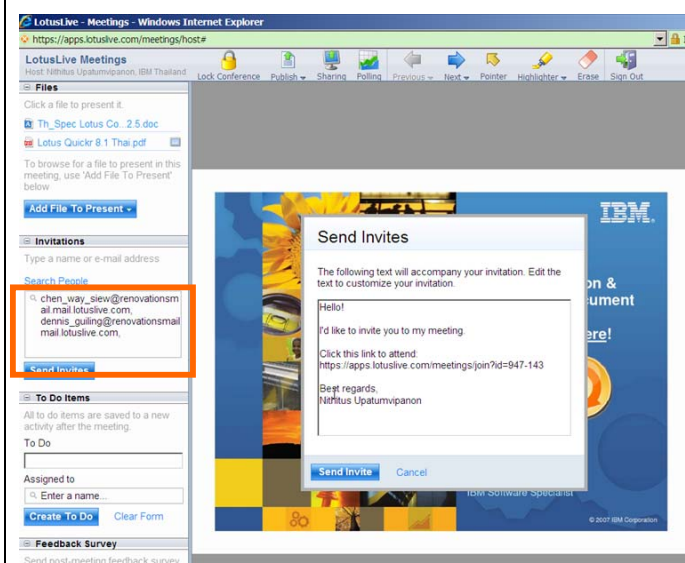 LotusLive - Meetings - Windows Internet Explorer
https://apps.lotuslive.com/meetings/host#
LotusLive Meetings
Host: Nithitus Upatumvipanon, IBM Thailand
Lock Conference Publish Sharing Polling Previous Next Pointer Highlighter Erase Sign Out
Files
Click a file to present it.
Th_Spec Lotus Co...2.5.doc
Lotus Quickr 8.1 Thai.pdf
To browse for a file to present in this
meeting, use 'Add File To Present'
below
Add File To Present
Invitations
Type a name or e-mail address
Search People
chen_way_siew@renovationsm
ail.mail.lotuslive.com,
dennis_guiling@renovationsmail
mail.lotuslive.com,
Send Invites
To Do Items
All to do items are saved to a new
activity after the meeting.
To Do
Assigned to
Enter a name...
Create To Do Clear Form
Feedback Survey
Send post-meeting feedback survey
IBM.
Send Invites
The following text will accompany your invitation. Edit the
text to customize your invitation.
Hello!
I'd like to invite you to my meeting.
Click this link to attend:
https://apps.lotuslive.com/meetings/join?id=947-143
Best regards,
Nithitus Upatumvipanon
Send Invite Cancel
on &
ument
ere!
IBM Software Specialist
© 2007 IBM Corporation